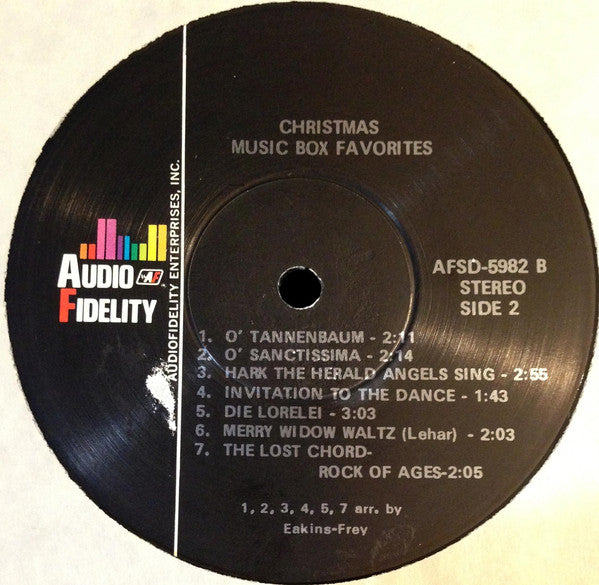 CHRISTMAS
MUSIC BOX FAVORITES
AUDIOFIDELITY ENTERPRISES, INC.
AUDIO AF
FIDELITY
AFSD-5982 B
STEREO
SIDE 2
1. O' TANNENBAUM - 2:11
2. O' SANCTISSIMA - 2:14
3. HARK THE HERALD ANGELS SING - 2:55
4. INVITATION TO THE DANCE - 1:43
5. DIE LORELEI - 3:03
6. MERRY WIDOW WALTZ (Lehar) - 2:03
7. THE LOST CHORD-
ROCK OF AGES-2:05
1, 2, 3, 4, 5, 7 arr. by
Eakins-Frey